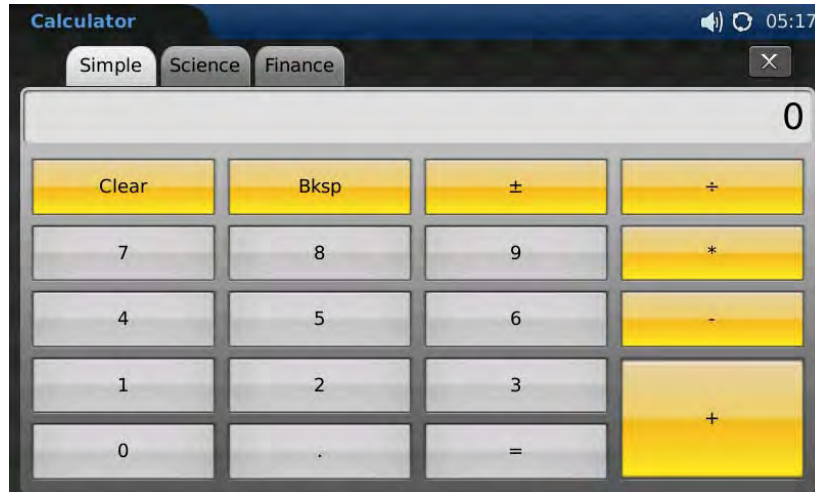 Calculator 05:17
Simple Science Finance X
0
Clear Bksp ± ÷
7 8 9 *
4 5 6 -
1 2 3 +
0 . =